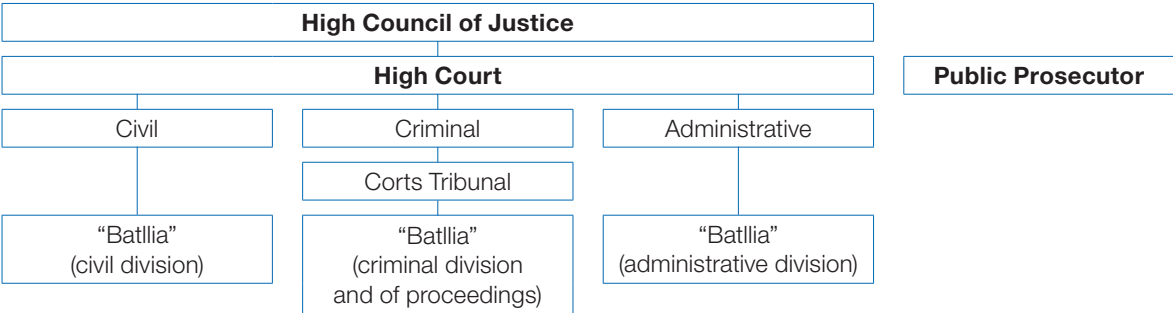 High Council of Justice
High Court
Public Prosecutor
Civil
Criminal
Administrative
Corts Tribunal
“Batllia”
(civil division)
“Batllia”
(criminal division
and of proceedings)
“Batllia”
(administrative division)